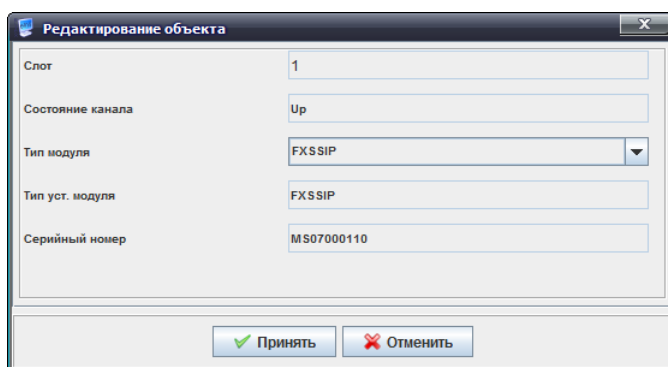 Редактирование объекта
Слот 1
Состояние канала Up
Тип модуля FXSSIP
Тип уст. модуля FXSSIP
Серийный номер MS07000110
Принять Отменить